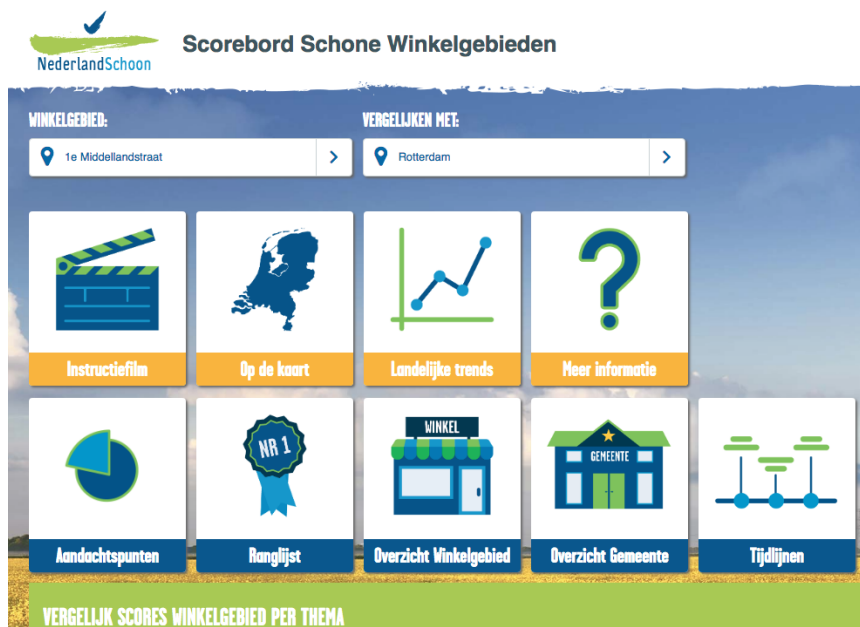 NederlandSchoon
Scorebord Schone Winkelgebieden
WINKELGEBIED:
VERGELIJKEN MET:
1e Middellandstraat
Rotterdam
Instructiefilm
Op de kaart
Landelijke trends
Meer informatie
NR 1
WINKEL
GEMEENTE
Aandachtspunten
Ranglijst
Overzicht Winkelgebied
Overzicht Gemeente
Tijdlijnen
VERGELIJK SCORES WINKELGEBIED PER THEMA